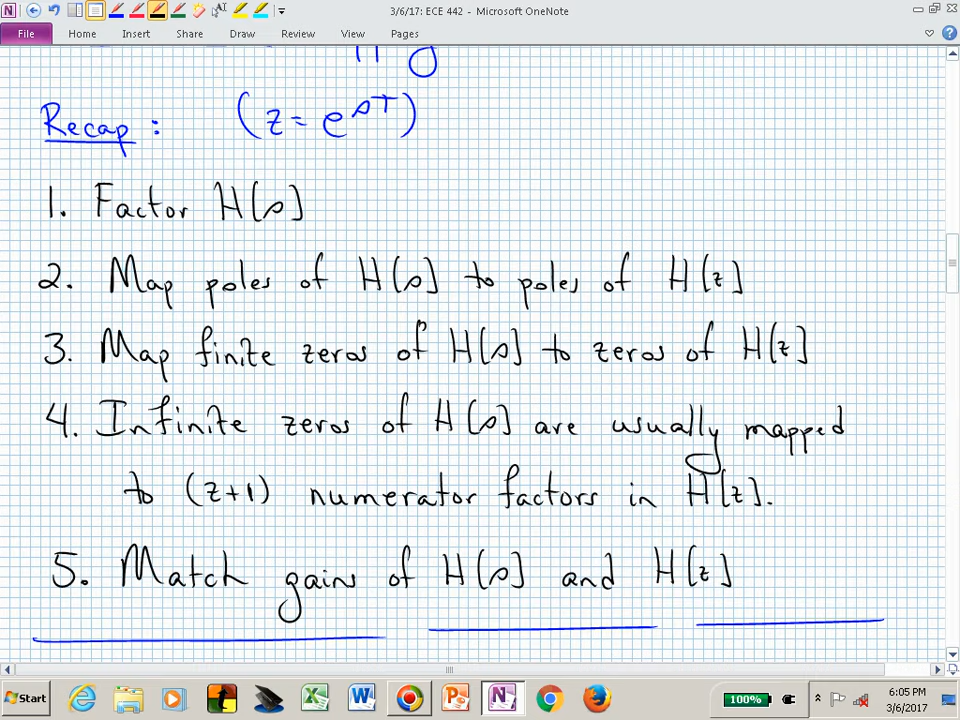 3/6/17: ECE 442 - Microsoft OneNote
File Home Insert Share Draw Review View Pages
Recap: (z = e^sT)
1. Factor H(s)
2. Map poles of H(s) to poles of H[z]
3. Map finite zeros of H(s) to zeros of H[z]
4. Infinite zeros of H(s) are usually mapped
to (z+1) numerator factors in H[z].
5. Match gains of H(s) and H[z]
Start
100%
6:05 PM
3/6/2017